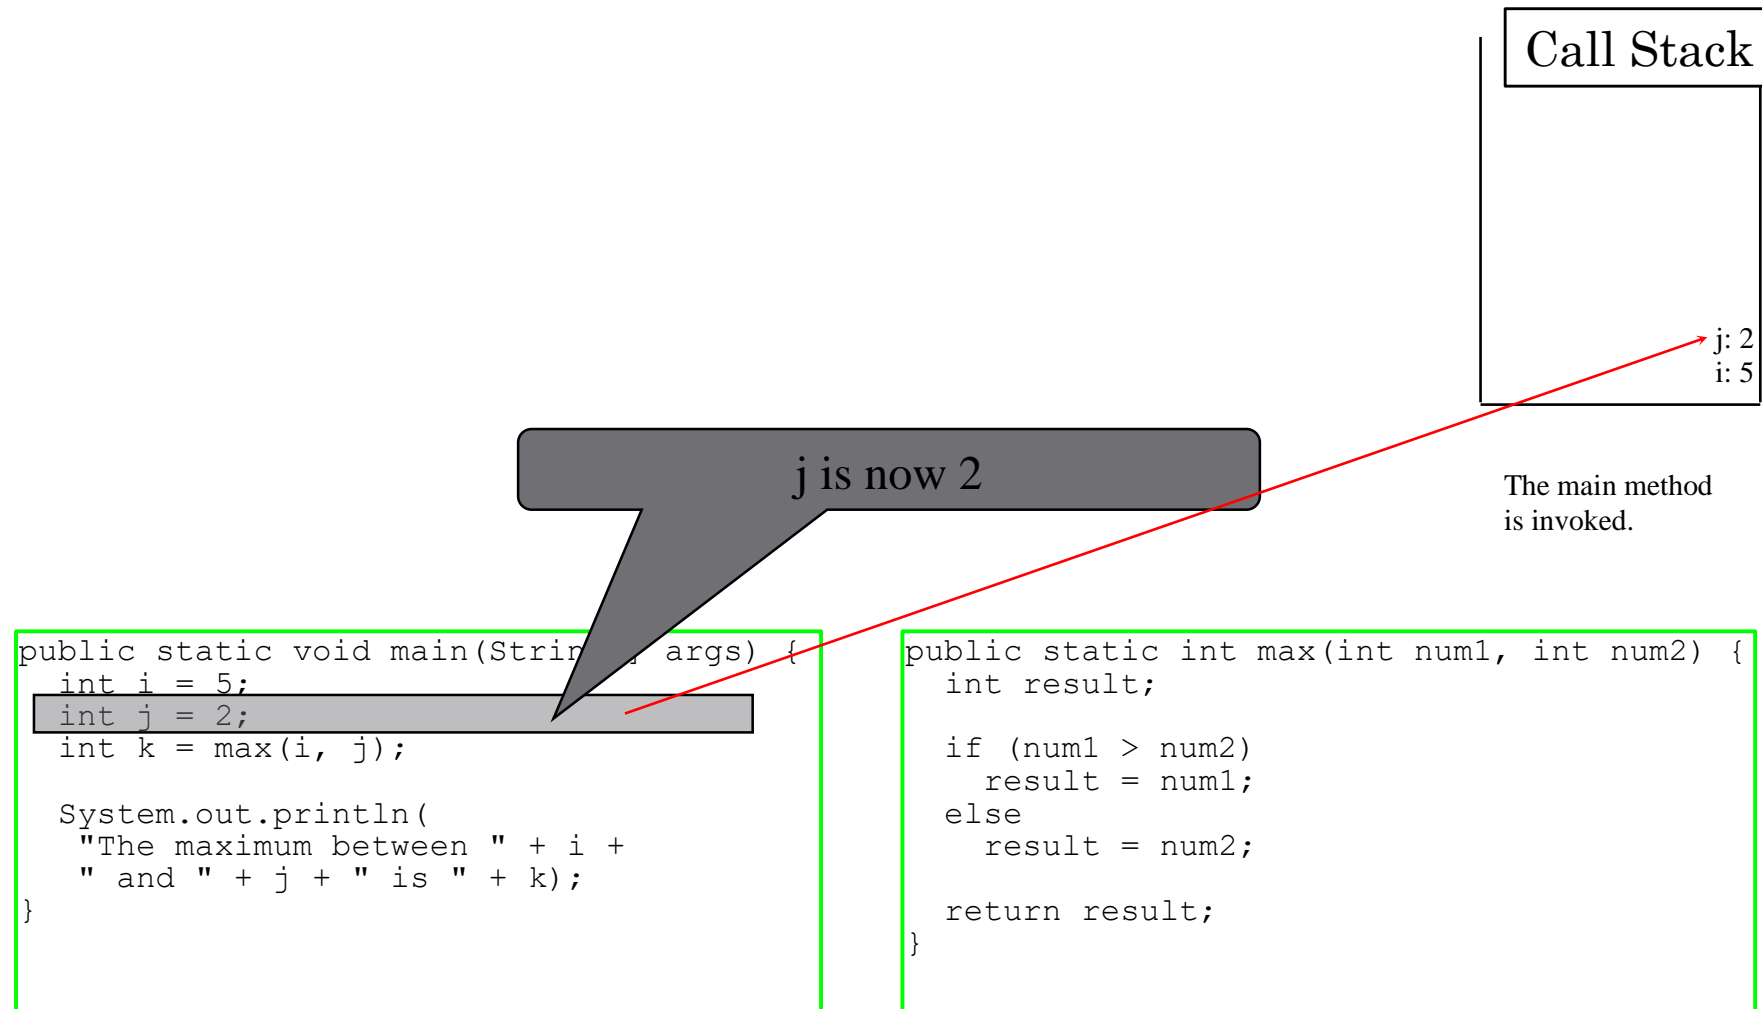 Call Stack
j: 2
i: 5
j is now 2
The main method
is invoked.
public static void main(Strin args) {
int i = 5;
int j = 2;
int k = max(i, j);
System.out.println(
"The maximum between " + i +
" and " + j + " is " + k);
}
public static int max(int num1, int num2) {
int result;
if (num1 > num2)
result = num1;
else
result = num2;
return result;
}